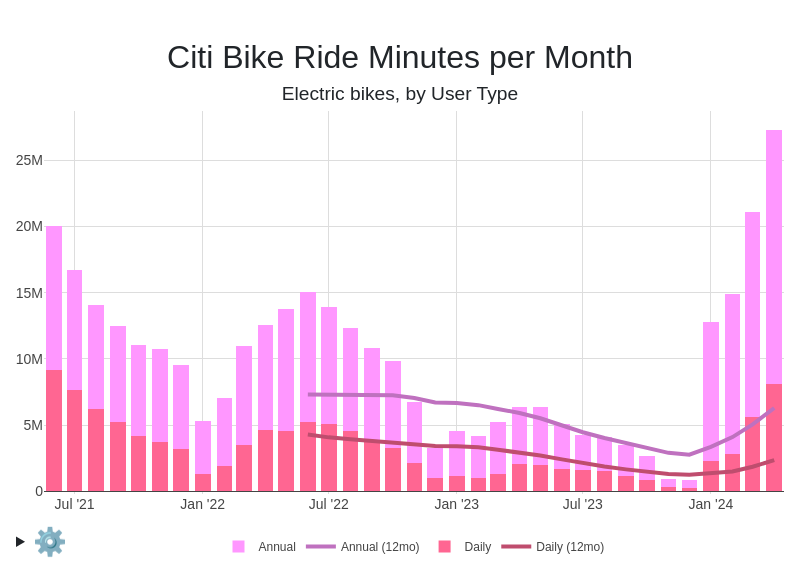 Citi Bike Ride Minutes per Month
Electric bikes, by User Type
25M
20M
15M
10M
5M
0
Jul '21 Jan '22 Jul '22 Jan '23 Jul '23 Jan '24
Annual Annual (12mo) Daily Daily (12mo)